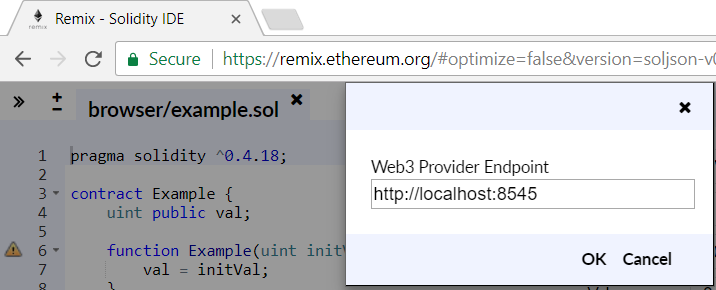 remix
Remix - Solidity IDE
Secure https://remix.ethereum.org/#optimize=false&version=soljson-v0
browser/example.sol
1 pragma solidity ^0.4.18;
2
3 contract Example {
4 uint public val;
5
6 function Example(uint initV
7 val = initVal;
8 }
Web3 Provider Endpoint
http://localhost:8545
OK Cancel